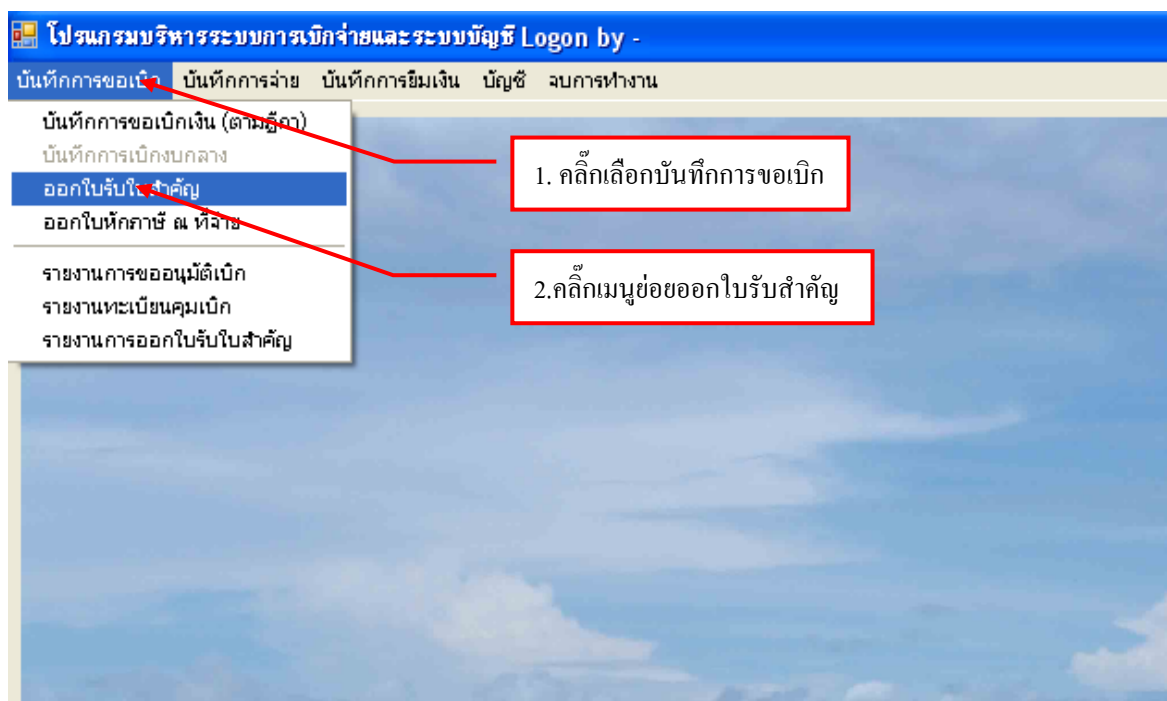 โปรแกรมบริหารระบบการเบิกจ่ายและระบบบัญชี Logon by -
บันทึกการขอเบิก บันทึกการจ่าย บันทึกการยืมเงิน บัญชี จบการทำงาน
บันทึกการขอเบิกเงิน (ตามฎีกา)
บันทึกการเบิกงบกลาง
ออกใบรับใบสำคัญ
ออกใบหักภาษี ณ ที่จ่าย
รายงานการขออนุมัติเบิก
รายงานทะเบียนคุมเบิก
รายงานการออกใบรับใบสำคัญ
1. คลิ๊กเลือกบันทึกการขอเบิก
2.คลิ๊กเมนูย่อยออกใบรับสำคัญ